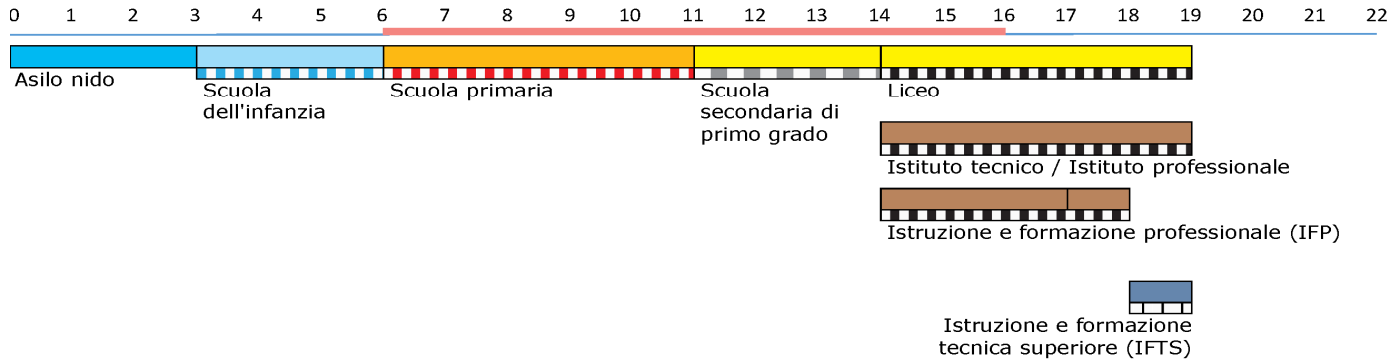 0 1 2 3 4 5 6 7 8 9 10 11 12 13 14 15 16 17 18 19 20 21 22
Asilo nido
Scuola
dell'infanzia
Scuola primaria
Scuola
secondaria di
primo grado
Liceo
Istituto tecnico / Istituto professionale
Istruzione e formazione professionale (IFP)
Istruzione e formazione
tecnica superiore (IFTS)